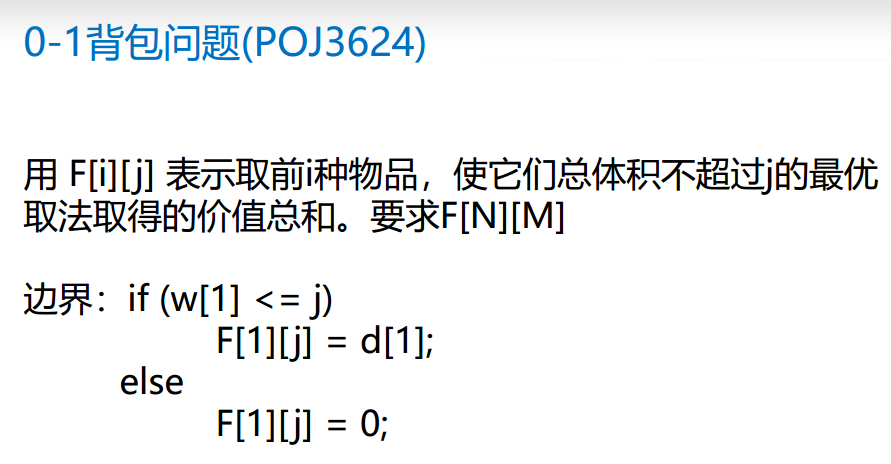 0-1背包问题(POJ3624)
用 F[i][j] 表示取前i种物品，使它们总体积不超过j的最优
取法取得的价值总和。要求F[N][M]
边界：if (w[1] <= j)
F[1][j] = d[1];
else
F[1][j] = 0;